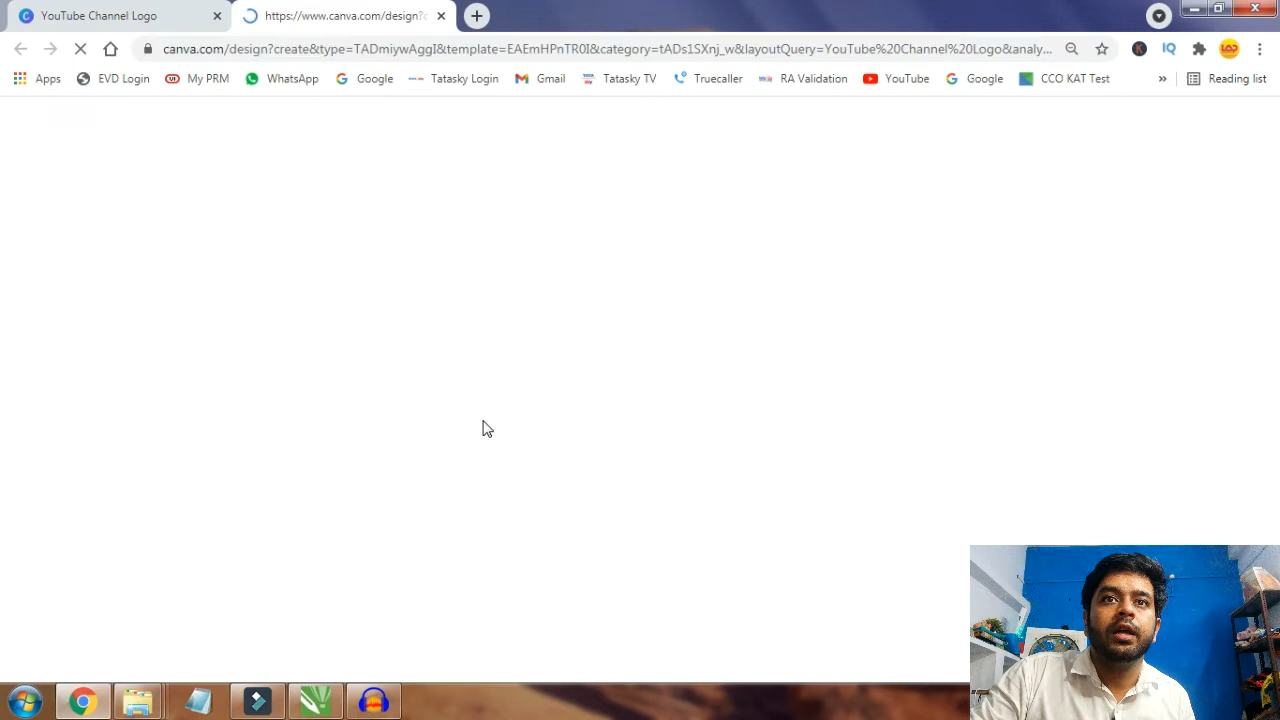 YouTube Channel Logo
https://www.canva.com/design?c
canva.com/design?create&type=TADmiywAggI&template=EAEmHPnTR0I&category=tADs1SXnj_w&layoutQuery=YouTube%20Channel%20Logo&analy...
Apps EVD Login My PRM WhatsApp Google Tatasky Login Gmail Tatasky TV Truecaller RA Validation YouTube Google CCO KAT Test » Reading list